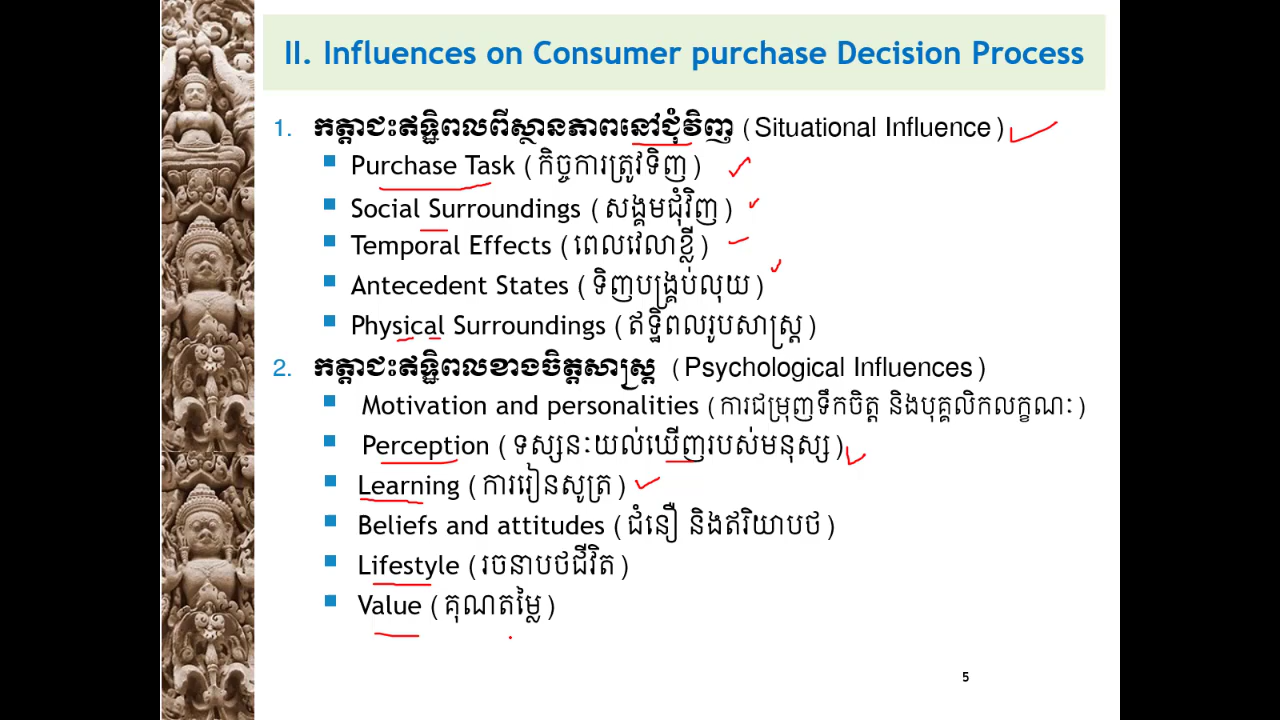 II. Influences on Consumer purchase Decision Process
1. កត្តាជះឥទ្ធិពលពីស្ថានភាពនៅជុំវិញ (Situational Influence)
Purchase Task (កិច្ចការត្រូវទិញ)
Social Surroundings (សង្គមជុំវិញ)
Temporal Effects (ពេលវេលាខ្លី)
Antecedent States (ទិញបង្គ្រប់លុយ)
Physical Surroundings (ឥទ្ធិពលរូបសាស្ត្រ)
2. កត្តាជះឥទ្ធិពលខាងចិត្តសាស្ត្រ (Psychological Influences)
Motivation and personalities (ការជម្រុញទឹកចិត្ត និងបុគ្គលិកលក្ខណៈ)
Perception (ទស្សនៈយល់ឃើញរបស់មនុស្ស)
Learning (ការរៀនសូត្រ)
Beliefs and attitudes (ជំនឿ និងឥរិយាបថ)
Lifestyle (រចនាបថជីវិត)
Value (គុណតម្លៃ)
5